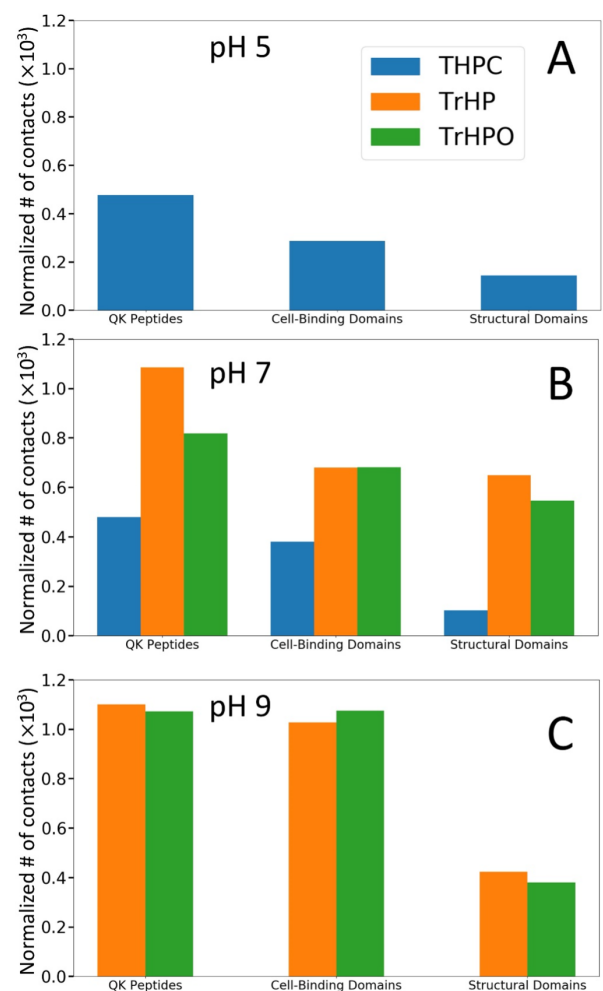 1.2
1.0
0.8
0.6
0.4
0.2
0.0
Normalized # of contacts (×10³)
pH 5
A
THPC
TrHP
TrHPO
QK Peptides
Cell-Binding Domains
Structural Domains
1.2
1.0
0.8
0.6
0.4
0.2
0.0
Normalized # of contacts (×10³)
pH 7
B
QK Peptides
Cell-Binding Domains
Structural Domains
1.2
1.0
0.8
0.6
0.4
0.2
0.0
Normalized # of contacts (×10³)
pH 9
C
QK Peptides
Cell-Binding Domains
Structural Domains